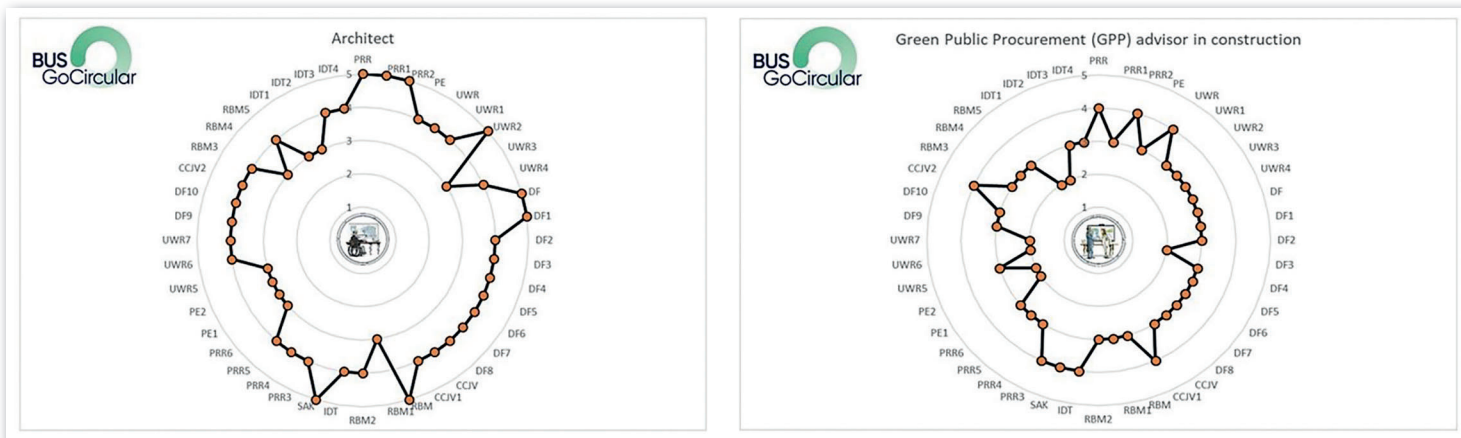 BUS
GoCircular
Architect
PRR
PRR1
PRR2
PE
UWR
UWR1
UWR2
UWR3
UWR4
DF
DF1
DF2
DF3
DF4
DF5
DF6
DF7
DF8
CCJV
CCJV1
RBM
RBM1
RBM2
IDT
SAK
PRR3
PRR4
PRR5
PRR6
PE1
PE2
UWR5
UWR6
UWR7
DF9
DF10
CCJV2
RBM3
RBM4
RBM5
IDT1
IDT2
IDT3
IDT4
5
4
3
2
1
BUS
GoCircular
Green Public Procurement (GPP) advisor in construction
PRR
PRR1
PRR2
PE
UWR
UWR1
UWR2
UWR3
UWR4
DF
DF1
DF2
DF3
DF4
DF5
DF6
DF7
DF8
CCJV
CCJV1
RBM
RBM1
RBM2
IDT
SAK
PRR3
PRR4
PRR5
PRR6
PE1
PE2
UWR5
UWR6
UWR7
DF9
DF10
CCJV2
RBM3
RBM4
RBM5
IDT1
IDT2
IDT3
IDT4
5
4
3
2
1